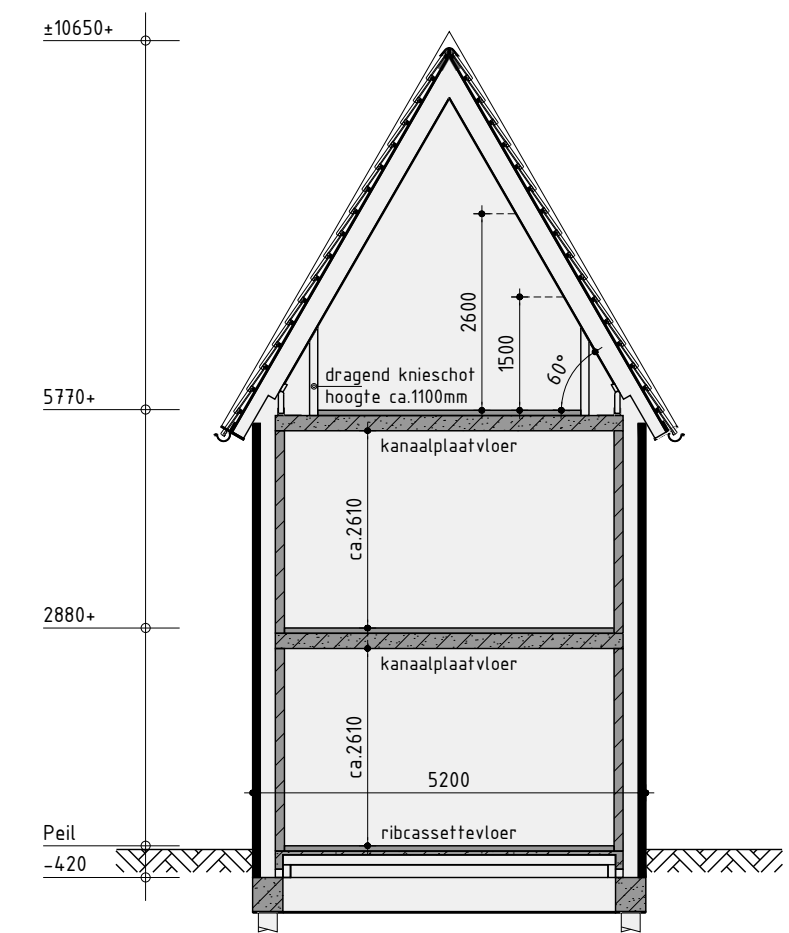 ±10650+
2600
1500
60°
dragend knieschot
hoogte ca.1100mm
5770+
kanaalplaatvloer
ca.2610
2880+
kanaalplaatvloer
ca.2610
5200
Peil
ribcassettevloer
-420